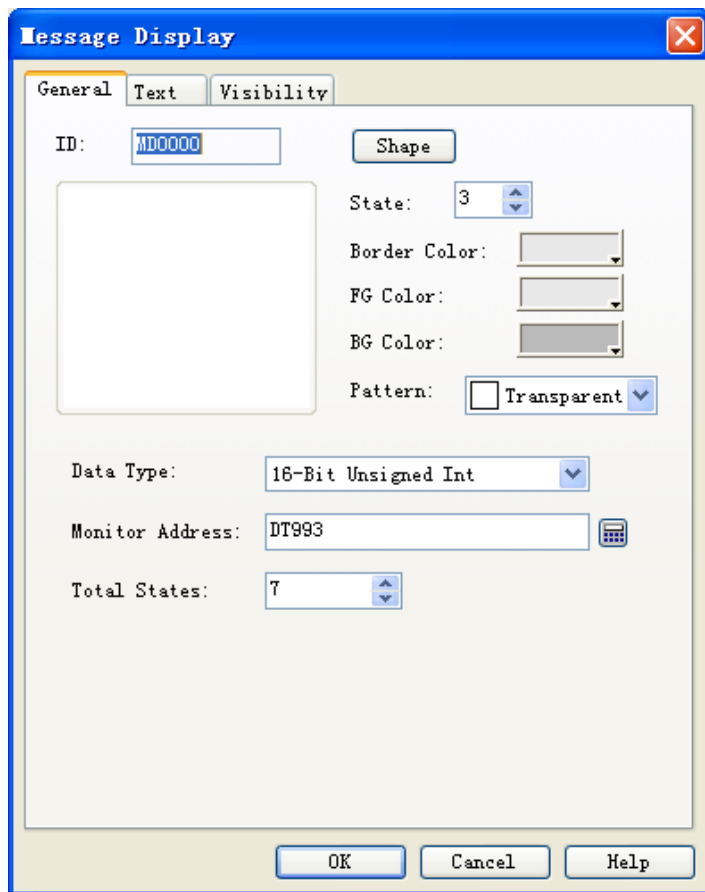 Message Display
General Text Visibility
ID: MD0000 Shape
State: 3
Border Color:
FG Color:
BG Color:
Pattern: Transparent
Data Type: 16-Bit Unsigned Int
Monitor Address: DT993
Total States: 7
OK Cancel Help